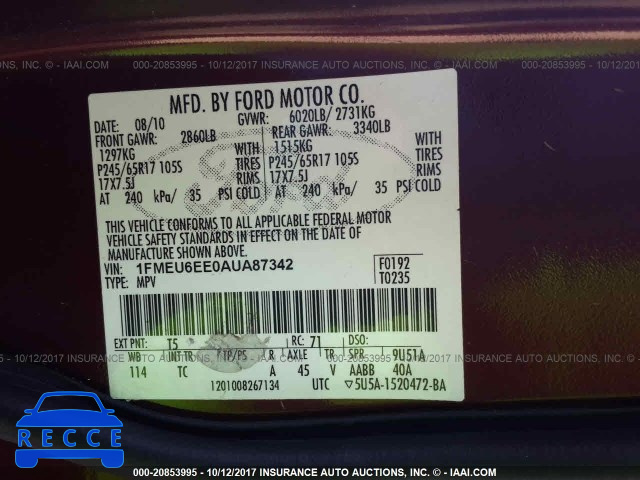 000-20853995 - 10/12/2017 INSURANCE AUTO AUCTIONS, INC. - © IAAI.COM
MFD. BY FORD MOTOR CO.
DATE: 08/10 GVWR: 6020LB/ 2731KG
FRONT GAWR: 2860LB REAR GAWR: 3340LB
1297KG WITH 1515KG WITH
P245/65R17 105S TIRES P245/65R17 105S TIRES
17X7.5J RIMS 17X7.5J RIMS
AT 240 kPa/ 35 PSI COLD AT 240 kPa/ 35 PSI COLD
THIS VEHICLE CONFORMS TO ALL APPLICABLE FEDERAL MOTOR
VEHICLE SAFETY STANDARDS IN EFFECT ON THE DATE OF
MANUFACTURE SHOWN ABOVE.
VIN: 1FMEU6EE0AUA87342 F0192
TYPE: MPV T0235
EXT PNT: T5 RC: 71 DSO:
WB INT TR TP/PS R AXLE TR SPR 9U5TA
114 TC A 45 V AABB 40A
1201008267134 UTC ▽5U5A-1520472-BA
RECCE
000-20853995 - 10/12/2017 INSURANCE AUTO AUCTIONS, INC. - © IAAI.COM